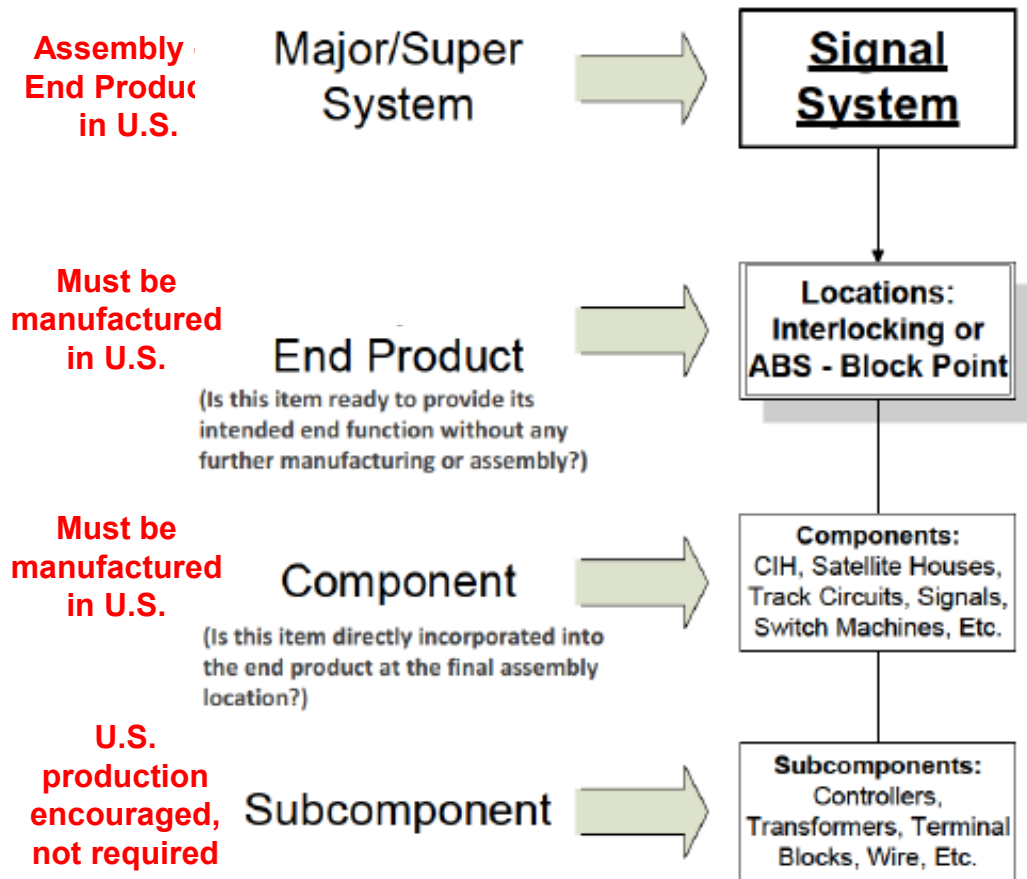 Assembly
End Produc
in U.S.
Major/Super
System
Signal
System
Must be
manufactured
in U.S.
End Product
(Is this item ready to provide its
intended end function without any
further manufacturing or assembly?)
Locations:
Interlocking or
ABS - Block Point
Must be
manufactured
in U.S.
Component
(Is this item directly incorporated into
the end product at the final assembly
location?)
Components:
CIH, Satellite Houses,
Track Circuits, Signals,
Switch Machines, Etc.
U.S.
production
encouraged,
not required
Subcomponent
Subcomponents:
Controllers,
Transformers, Terminal
Blocks, Wire, Etc.